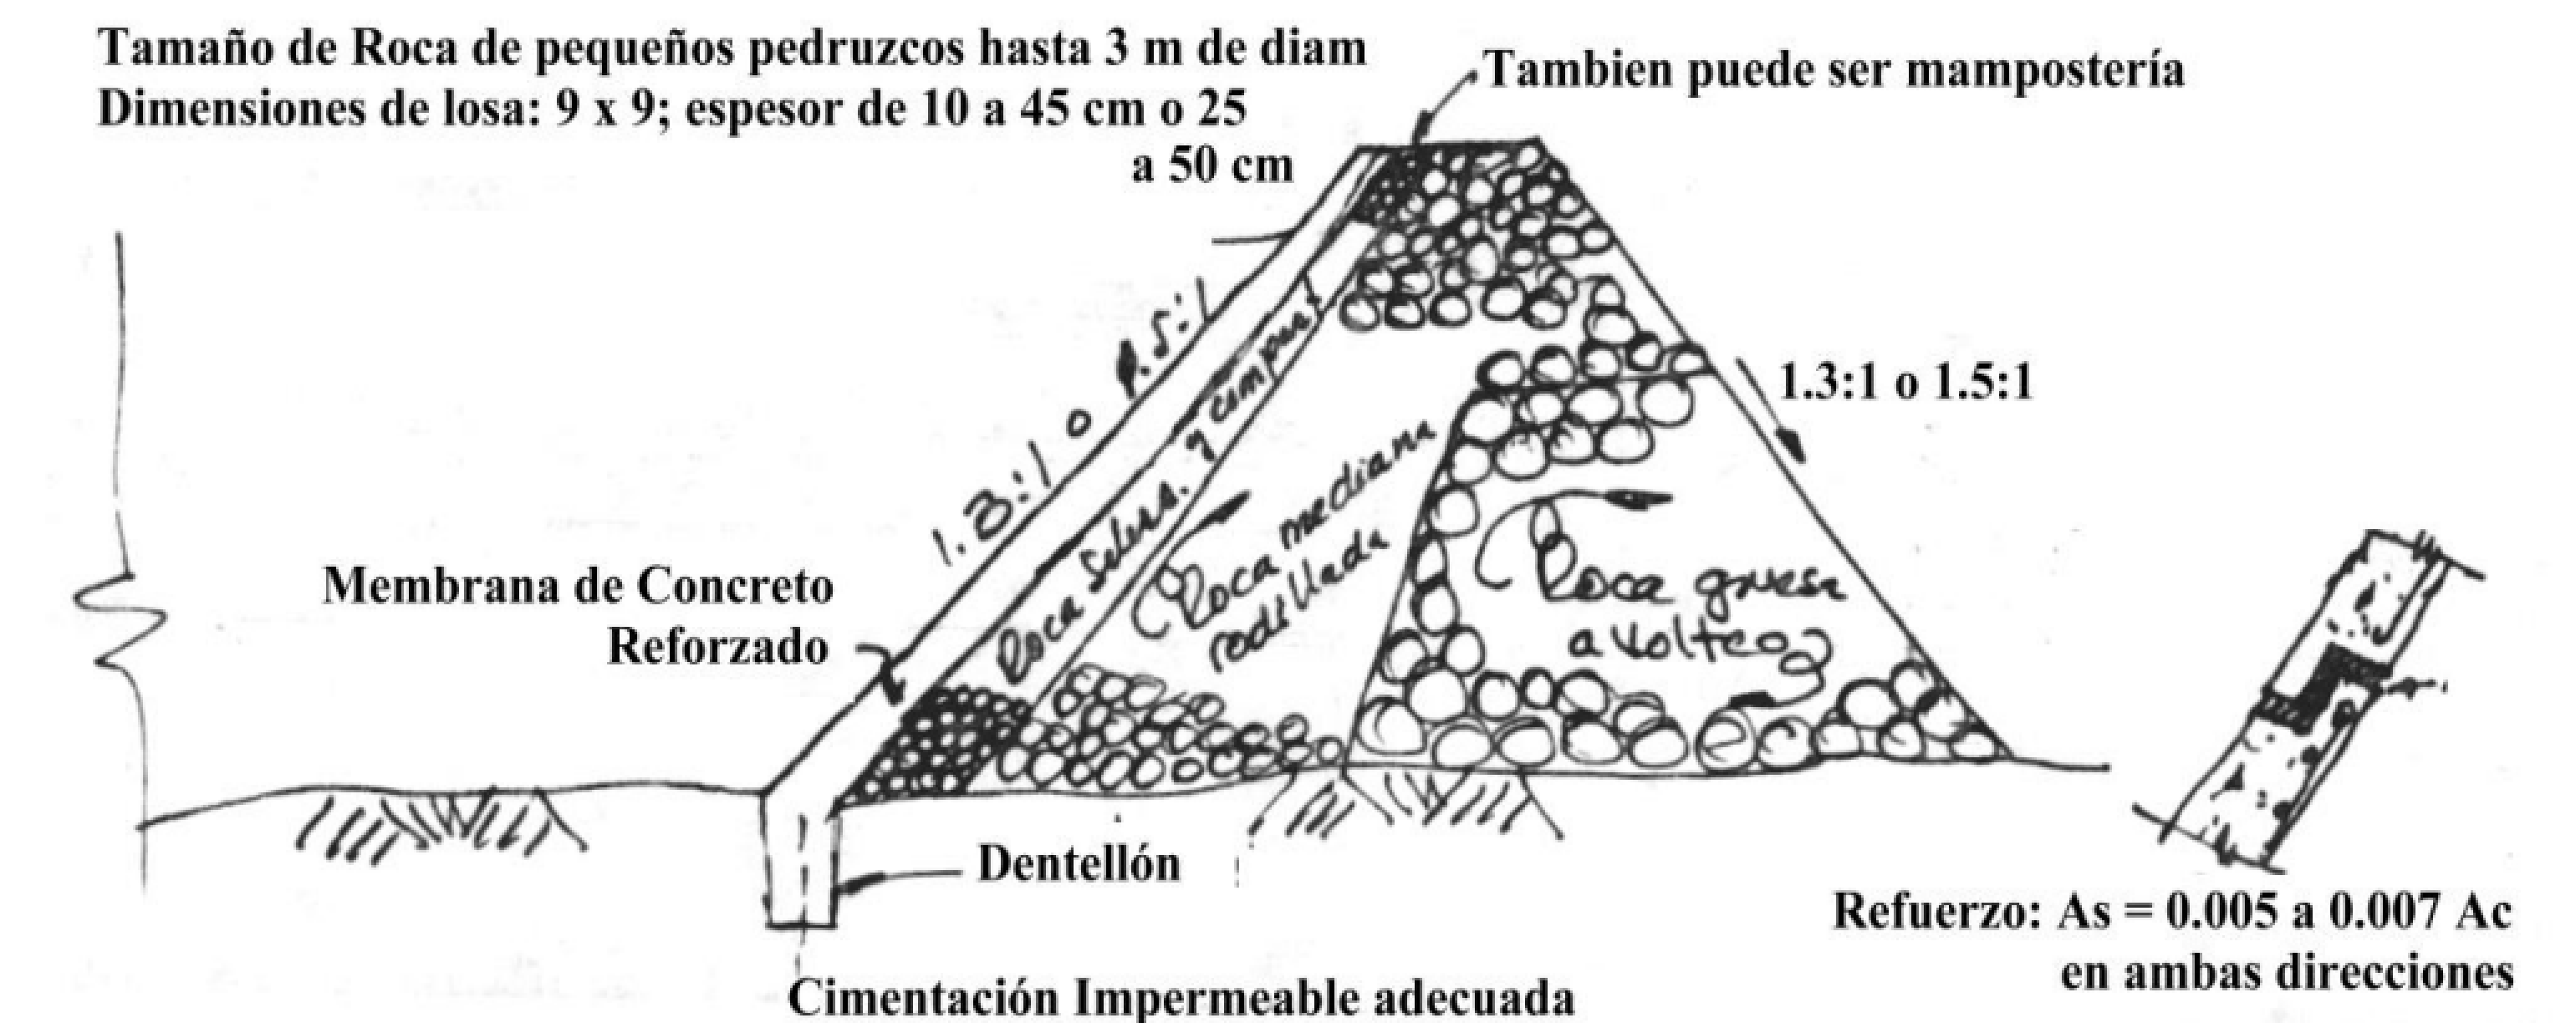 Tamaño de Roca de pequeños pedruzcos hasta 3 m de diam
Dimensiones de losa: 9 x 9; espesor de 10 a 45 cm o 25
a 50 cm
Tambien puede ser mampostería
1.3:1 o 1.5:1
1.3:1 o 1.5:1
Roca y
Roca mediana
rodillada
Roca gruesa
a volteo
Membrana de Concreto
Reforzado
Dentellón
Cimentación Impermeable adecuada
Refuerzo: As = 0.005 a 0.007 Ac
en ambas direcciones